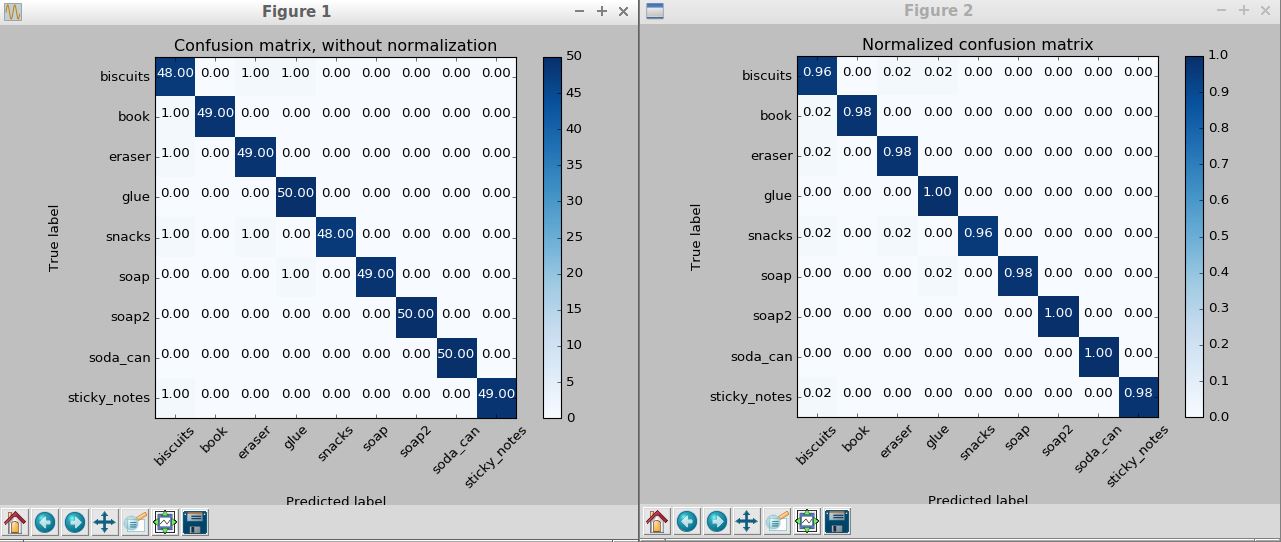 Figure 1
Confusion matrix, without normalization
biscuits 48.00 0.00 1.00 1.00 0.00 0.00 0.00 0.00 0.00
book 1.00 49.00 0.00 0.00 0.00 0.00 0.00 0.00 0.00
eraser 1.00 0.00 49.00 0.00 0.00 0.00 0.00 0.00 0.00
glue 0.00 0.00 0.00 50.00 0.00 0.00 0.00 0.00 0.00
snacks 1.00 0.00 1.00 0.00 48.00 0.00 0.00 0.00 0.00
soap 0.00 0.00 0.00 1.00 0.00 49.00 0.00 0.00 0.00
soap2 0.00 0.00 0.00 0.00 0.00 0.00 50.00 0.00 0.00
soda_can 0.00 0.00 0.00 0.00 0.00 0.00 0.00 50.00 0.00
sticky_notes 1.00 0.00 0.00 0.00 0.00 0.00 0.00 0.00 49.00
True label
biscuits book eraser glue snacks soap soap2 soda_can sticky_notes
Predicted label
50
45
40
35
30
25
20
15
10
5
0
Figure 2
Normalized confusion matrix
biscuits 0.96 0.00 0.02 0.02 0.00 0.00 0.00 0.00 0.00
book 0.02 0.98 0.00 0.00 0.00 0.00 0.00 0.00 0.00
eraser 0.02 0.00 0.98 0.00 0.00 0.00 0.00 0.00 0.00
glue 0.00 0.00 0.00 1.00 0.00 0.00 0.00 0.00 0.00
snacks 0.02 0.00 0.02 0.00 0.96 0.00 0.00 0.00 0.00
soap 0.00 0.00 0.00 0.02 0.00 0.98 0.00 0.00 0.00
soap2 0.00 0.00 0.00 0.00 0.00 0.00 1.00 0.00 0.00
soda_can 0.00 0.00 0.00 0.00 0.00 0.00 0.00 1.00 0.00
sticky_notes 0.02 0.00 0.00 0.00 0.00 0.00 0.00 0.00 0.98
True label
biscuits book eraser glue snacks soap soap2 soda_can sticky_notes
Predicted label
1.0
0.9
0.8
0.7
0.6
0.5
0.4
0.3
0.2
0.1
0.0